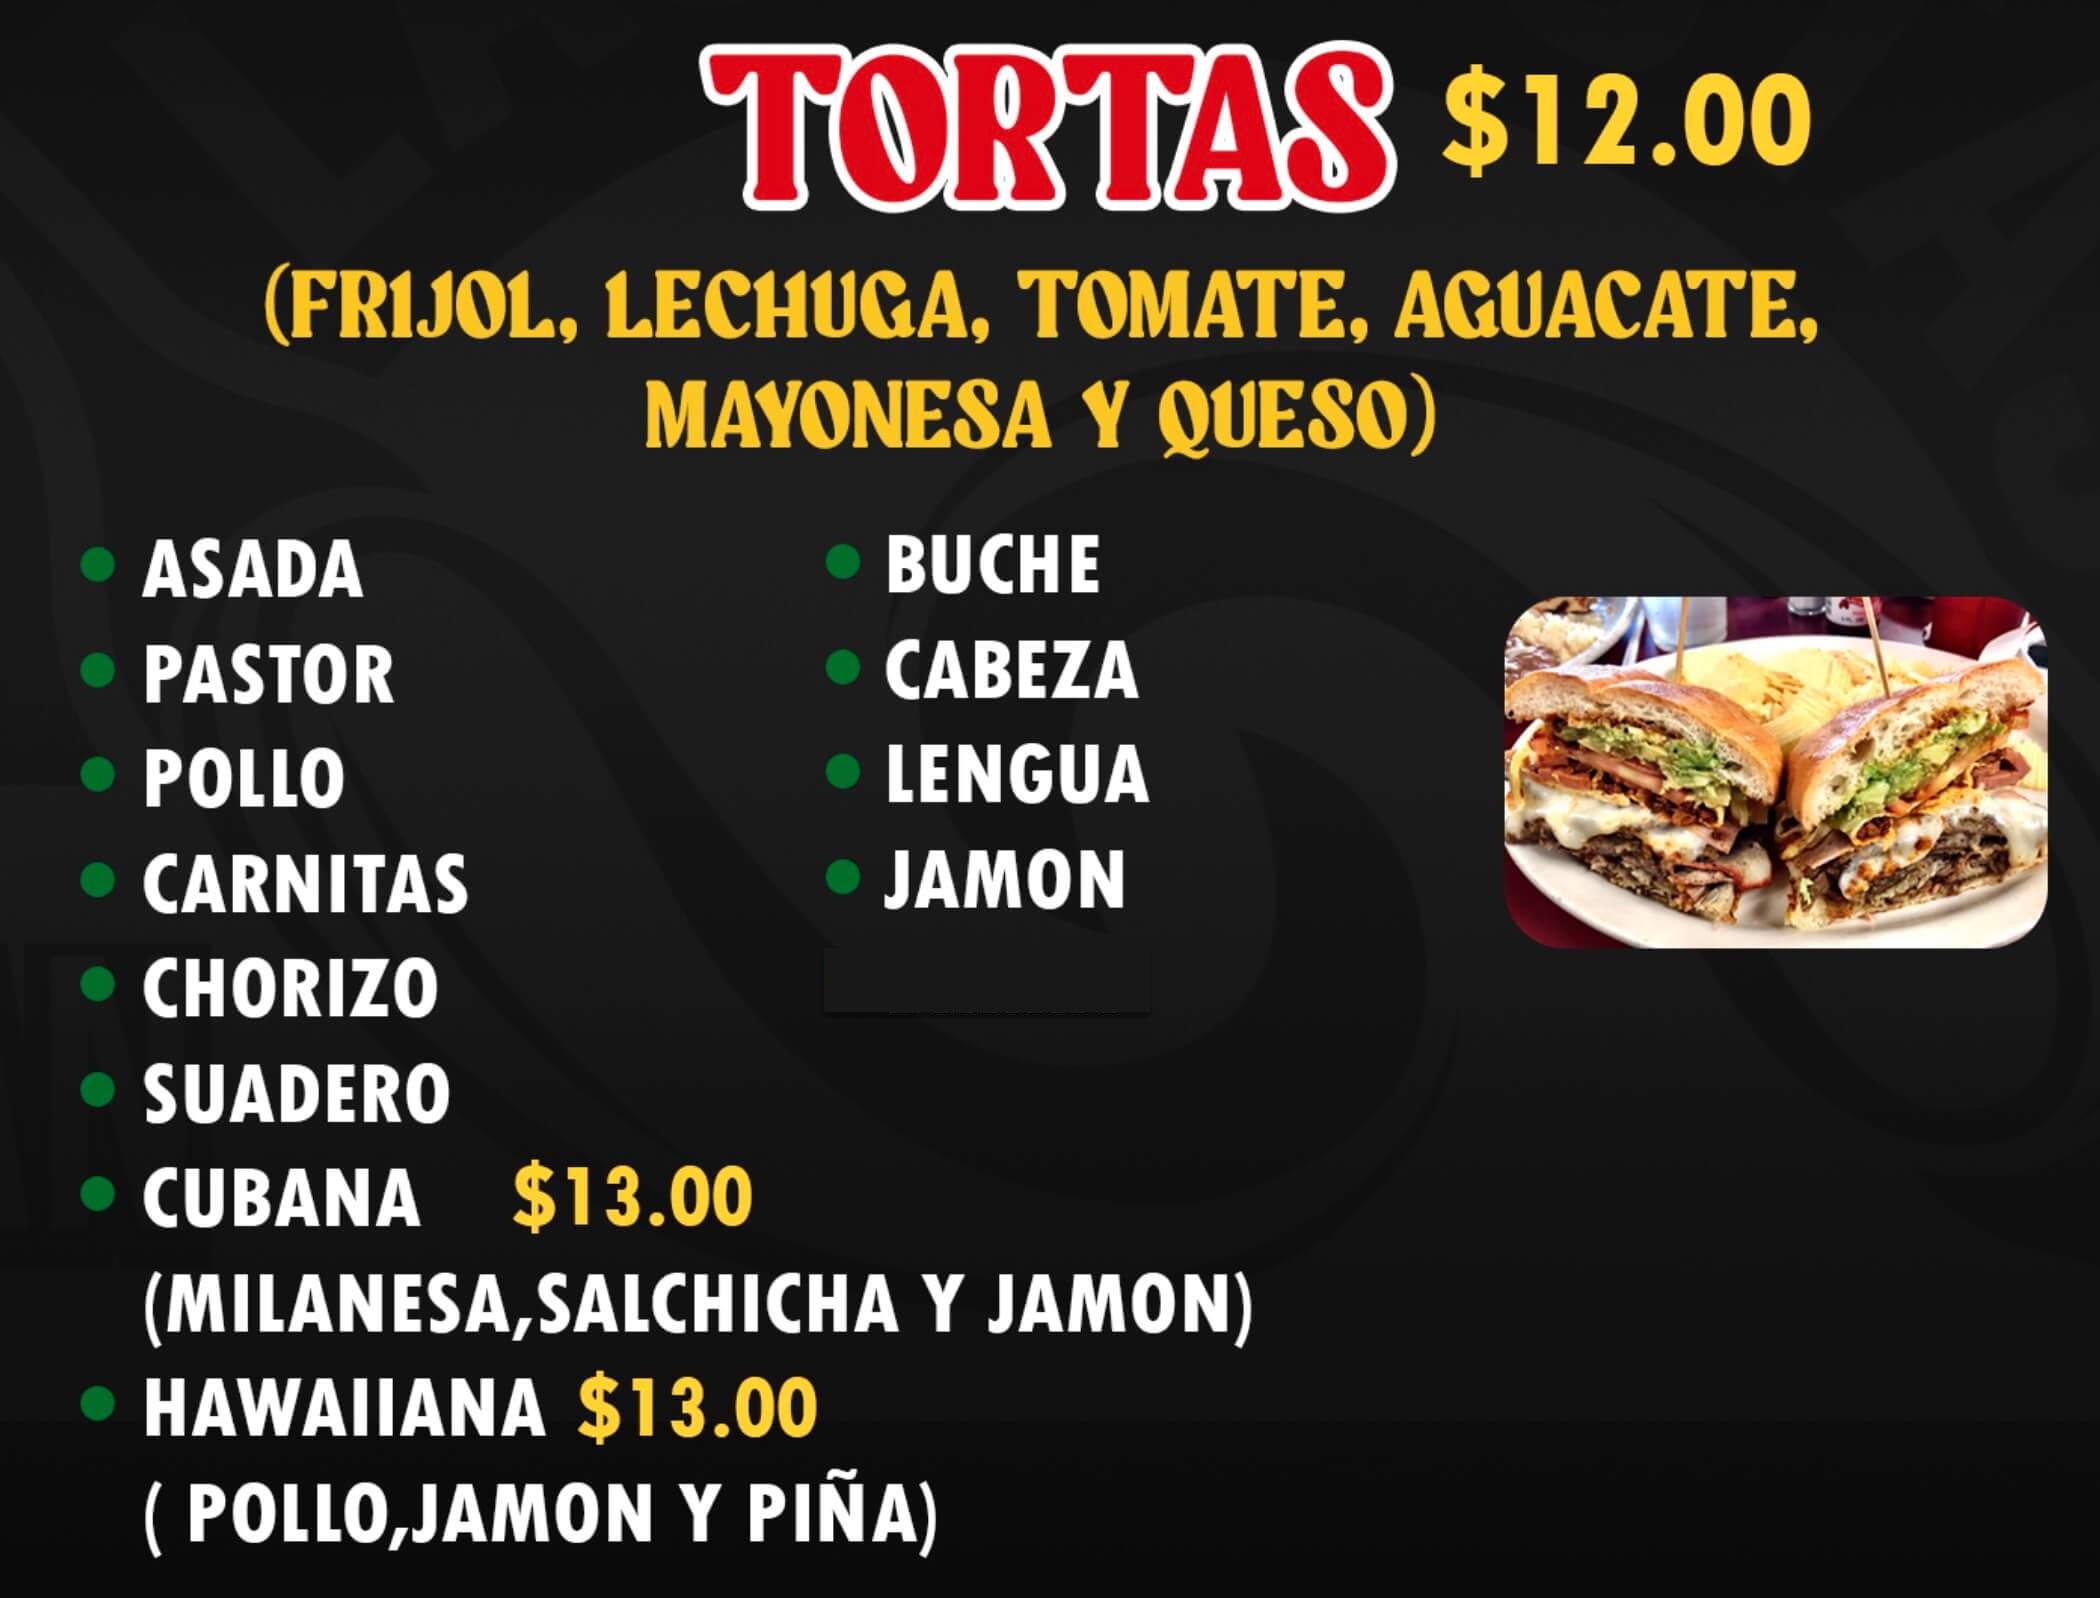 TORTAS $12.00
(FRIJOL, LECHUGA, TOMATE, AGUACATE,
MAYONESA Y QUESO)
ASADA
PASTOR
POLLO
CARNITAS
CHORIZO
SUADERO
CUBANA $13.00
(MILANESA,SALCHICHA Y JAMON)
HAWAIIANA $13.00
( POLLO,JAMON Y PIÑA)
BUCHE
CABEZA
LENGUA
JAMON